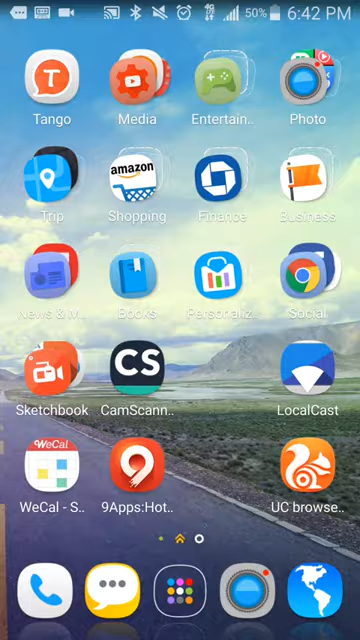 50% 6:42 PM
Tango Media Entertain.. Photo
amazon
Trip Shopping Finance Business
News & M.. Books Personaliz.. Social
CS
Sketchbook CamScann.. LocalCast
WeCal
WeCal - S.. 9Apps:Hot.. UC browse..